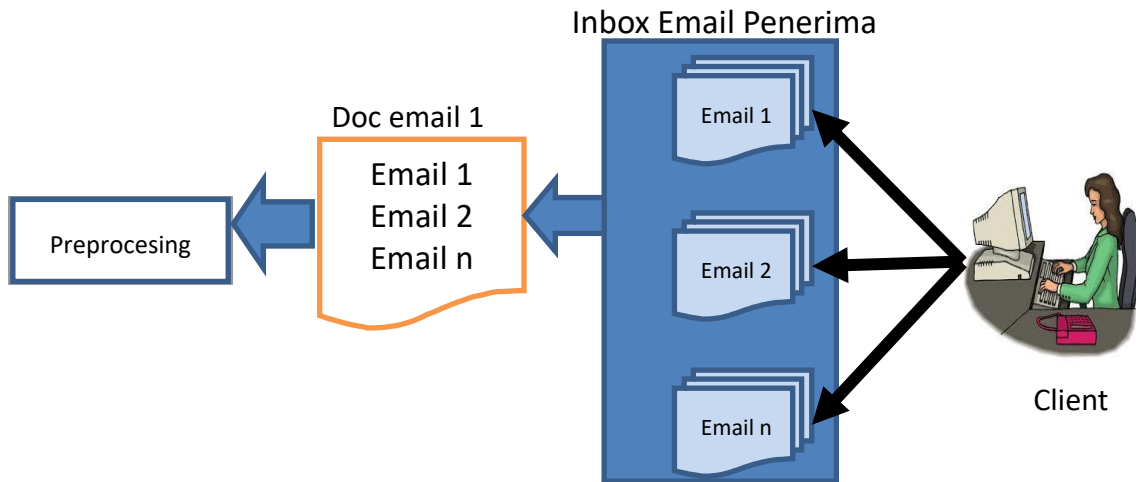 Inbox Email Penerima
Doc email 1
Email 1
Email 2
Email n
Preprocesing
Email 1
Email 2
Email n
Client